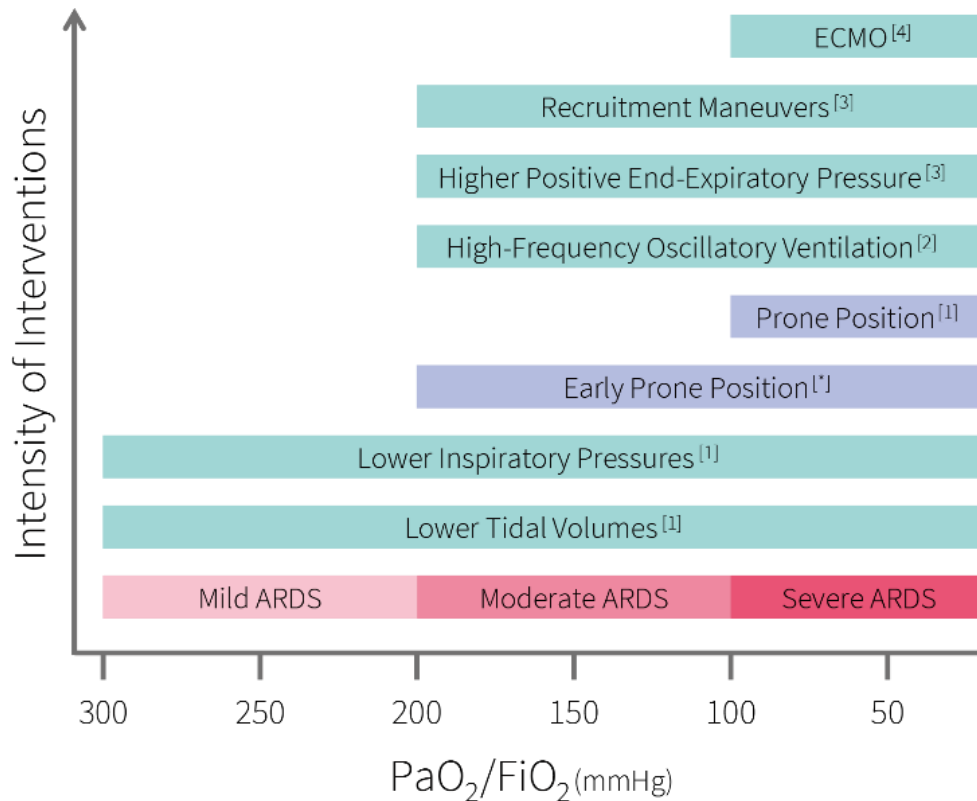 ECMO[4]
Recruitment Maneuvers[3]
Higher Positive End-Expiratory Pressure[3]
High-Frequency Oscillatory Ventilation[2]
Prone Position[1]
Early Prone Position[*]
Lower Inspiratory Pressures[1]
Lower Tidal Volumes[1]
Mild ARDS Moderate ARDS Severe ARDS
Intensity of Interventions
300 250 200 150 100 50
PaO2/FiO2 (mmHg)